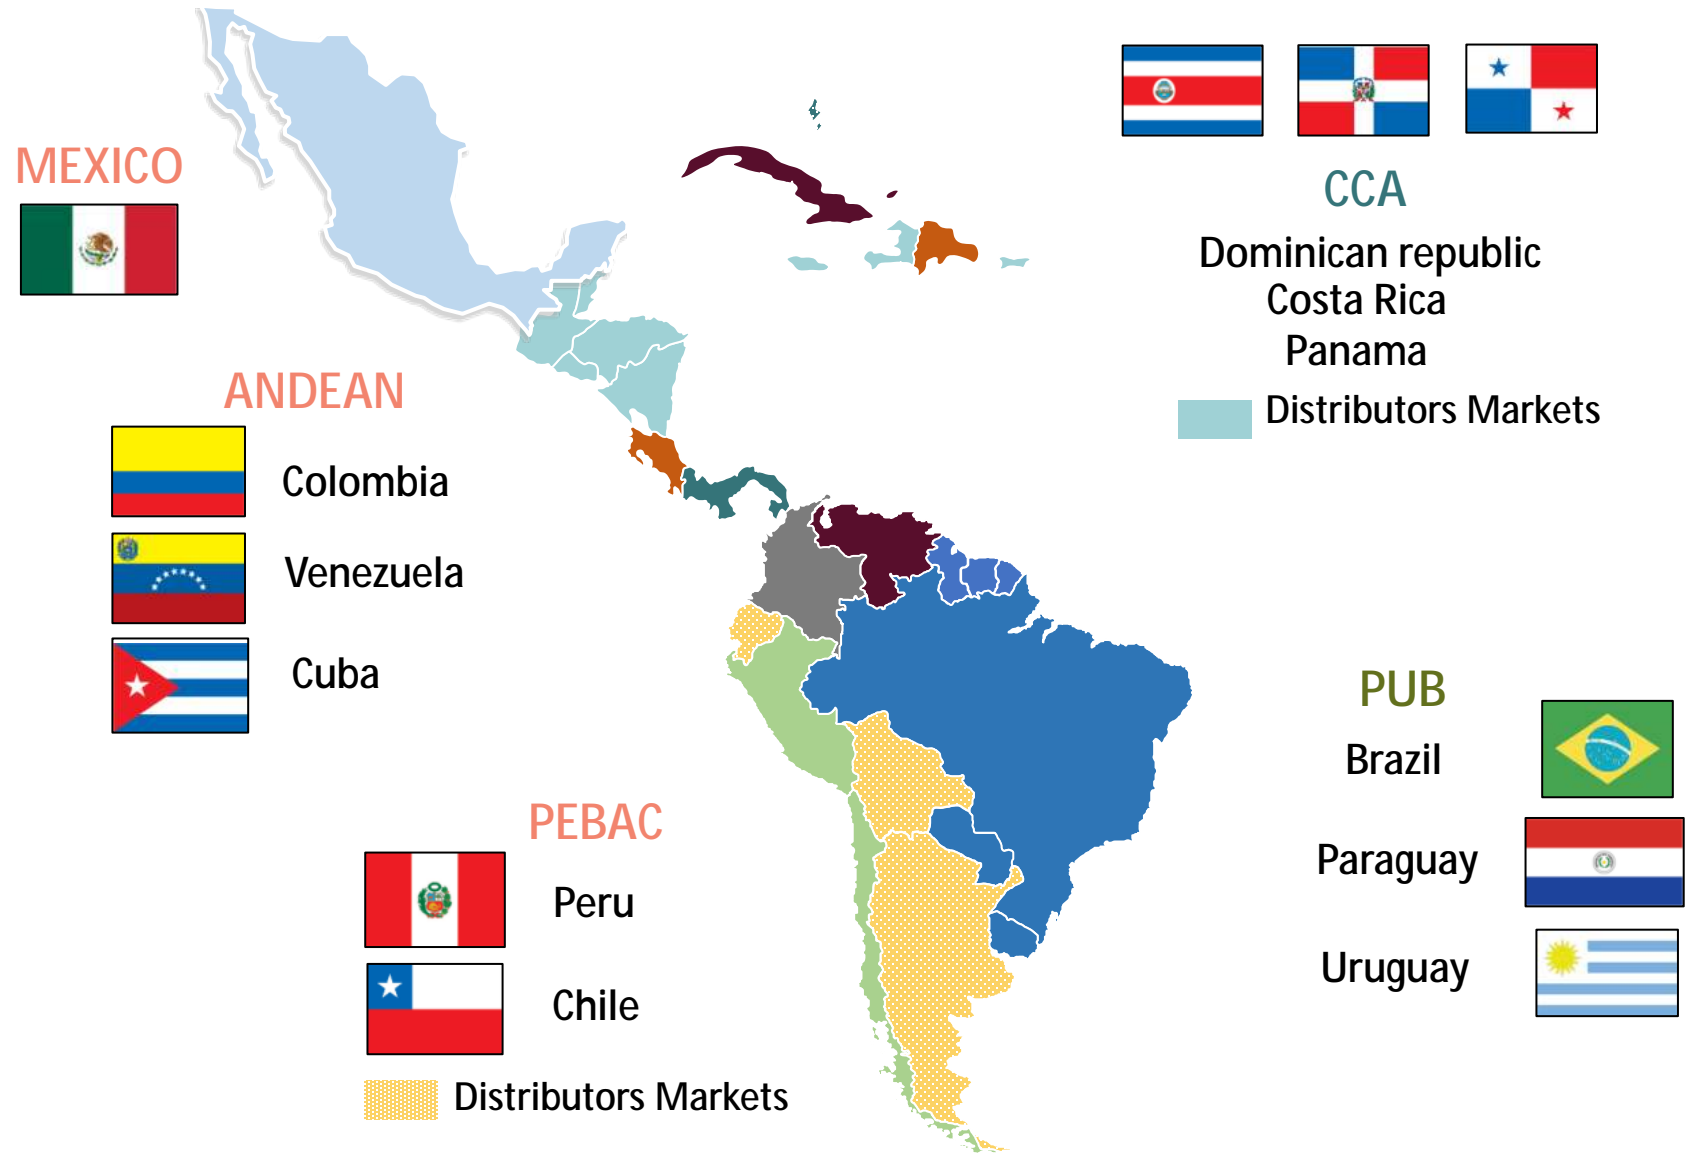 MEXICO
ANDEAN
Colombia
Venezuela
Cuba
PEBAC
Peru
Chile
Distributors Markets
CCA
Dominican republic
Costa Rica
Panama
Distributors Markets
PUB
Brazil
Paraguay
Uruguay